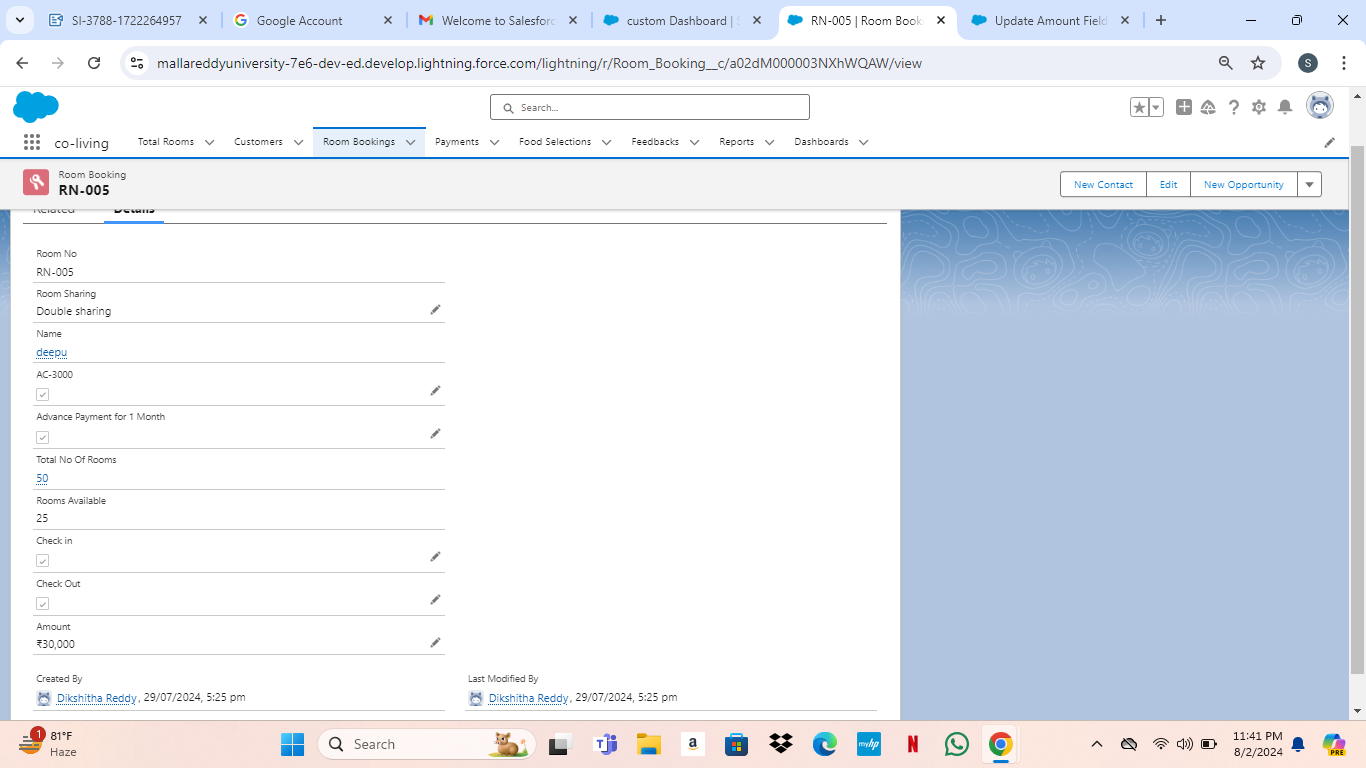 SI-3788-1722264957
Google Account
Welcome to Salesforc
custom Dashboard | S
RN-005 | Room Book
Update Amount Field
mallareddyuniversity-7e6-dev-ed.develop.lightning.force.com/lightning/r/Room_Booking__c/a02dM000003NXhWQAW/view
S
Search...
co-living
Total Rooms
Customers
Room Bookings
Payments
Food Selections
Feedbacks
Reports
Dashboards
Room Booking
RN-005
New Contact
Edit
New Opportunity
Related
Details
Room No
RN-005
Room Sharing
Double sharing
Name
deepu
AC-3000
Advance Payment for 1 Month
Total No Of Rooms
50
Rooms Available
25
Check in
Check Out
Amount
₹30,000
Created By
Dikshitha Reddy, 29/07/2024, 5:25 pm
Last Modified By
Dikshitha Reddy, 29/07/2024, 5:25 pm
1
81°F
Haze
Search
a
myhp
N
11:41 PM
8/2/2024
PRE